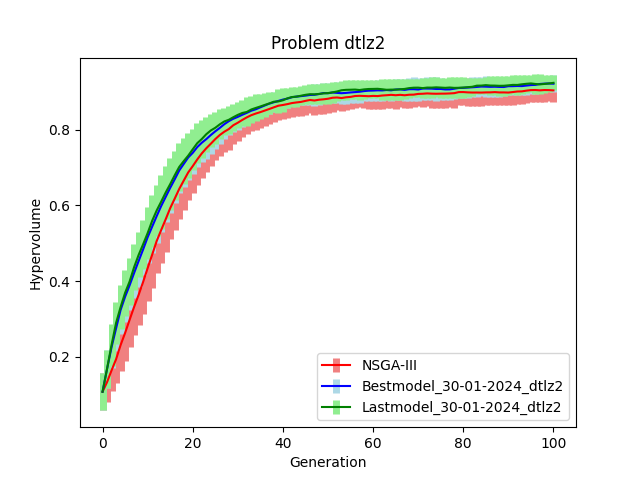 Problem dtlz2
Hypervolume
0.8
0.6
0.4
0.2
NSGA-III
Bestmodel_30-01-2024_dtlz2
Lastmodel_30-01-2024_dtlz2
0 20 40 60 80 100
Generation